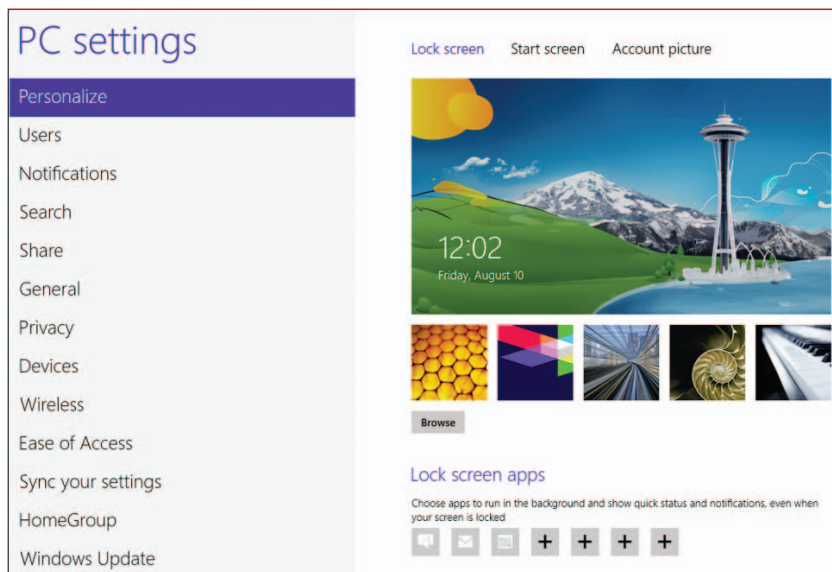 PC settings
Personalize
Users
Notifications
Search
Share
General
Privacy
Devices
Wireless
Ease of Access
Sync your settings
HomeGroup
Windows Update
Lock screen Start screen Account picture
12:02
Friday, August 10
Browse
Lock screen apps
Choose apps to run in the background and show quick status and notifications, even when
your screen is locked